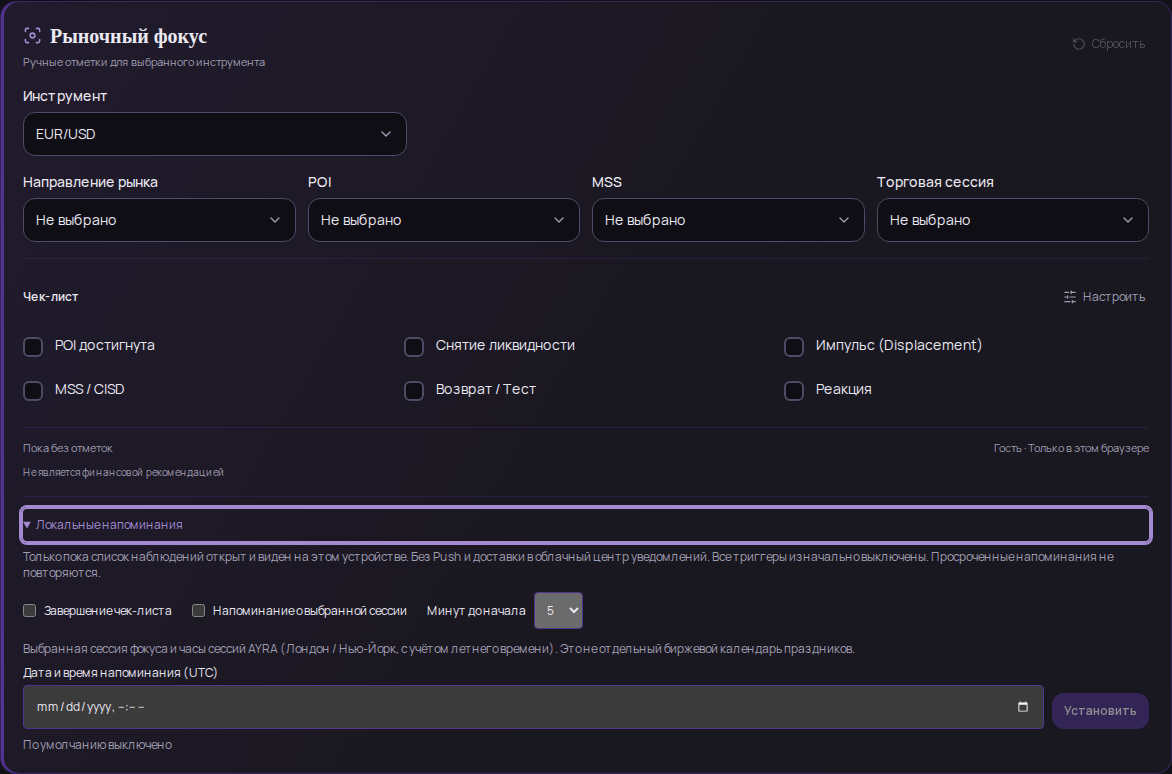 Рыночный фокус
Сбросить
Ручные отметки для выбранного инструмента
Инструмент
EUR/USD
Направление рынка
POI
MSS
Торговая сессия
Не выбрано
Не выбрано
Не выбрано
Не выбрано
Чек-лист
Настроить
POI достигнута
Снятие ликвидности
Импульс (Displacement)
MSS / CISD
Возврат / Тест
Реакция
Пока без отметок
Гость · Только в этом браузере
Не является финансовой рекомендацией
Локальные напоминания
Только пока список наблюдений открыт и виден на этом устройстве. Без Push и доставки в облачный центр уведомлений. Все триггеры изначально выключены. Просроченные напоминания не
повторяются.
Завершение чек-листа
Напоминание о выбранной сессии
Минут до начала
5
Выбранная сессия фокуса и часы сессий AYRA (Лондон / Нью-Йорк, с учётом летнего времени). Это не отдельный биржевой календарь праздников.
Дата и время напоминания (UTC)
mm/dd/yyyy, --:-- --
Установить
По умолчанию выключено